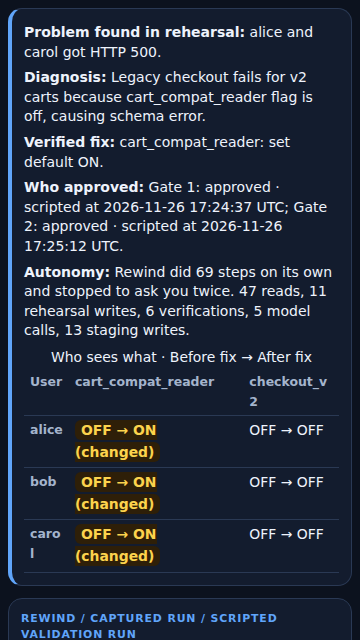 Problem found in rehearsal: alice and
carol got HTTP 500.
Diagnosis: Legacy checkout fails for v2
carts because cart_compat_reader flag is
off, causing schema error.
Verified fix: cart_compat_reader: set
default ON.
Who approved: Gate 1: approved ·
scripted at 2026-11-26 17:24:37 UTC; Gate
2: approved · scripted at 2026-11-26
17:25:12 UTC.
Autonomy: Rewind did 69 steps on its own
and stopped to ask you twice. 47 reads, 11
rehearsal writes, 6 verifications, 5 model
calls, 13 staging writes.
Who sees what · Before fix → After fix
User cart_compat_reader checkout_v
2
alice OFF → ON OFF → OFF
(changed)
bob OFF → ON OFF → OFF
(changed)
caro OFF → ON OFF → OFF
l (changed)
REWIND / CAPTURED RUN / SCRIPTED
VALIDATION RUN